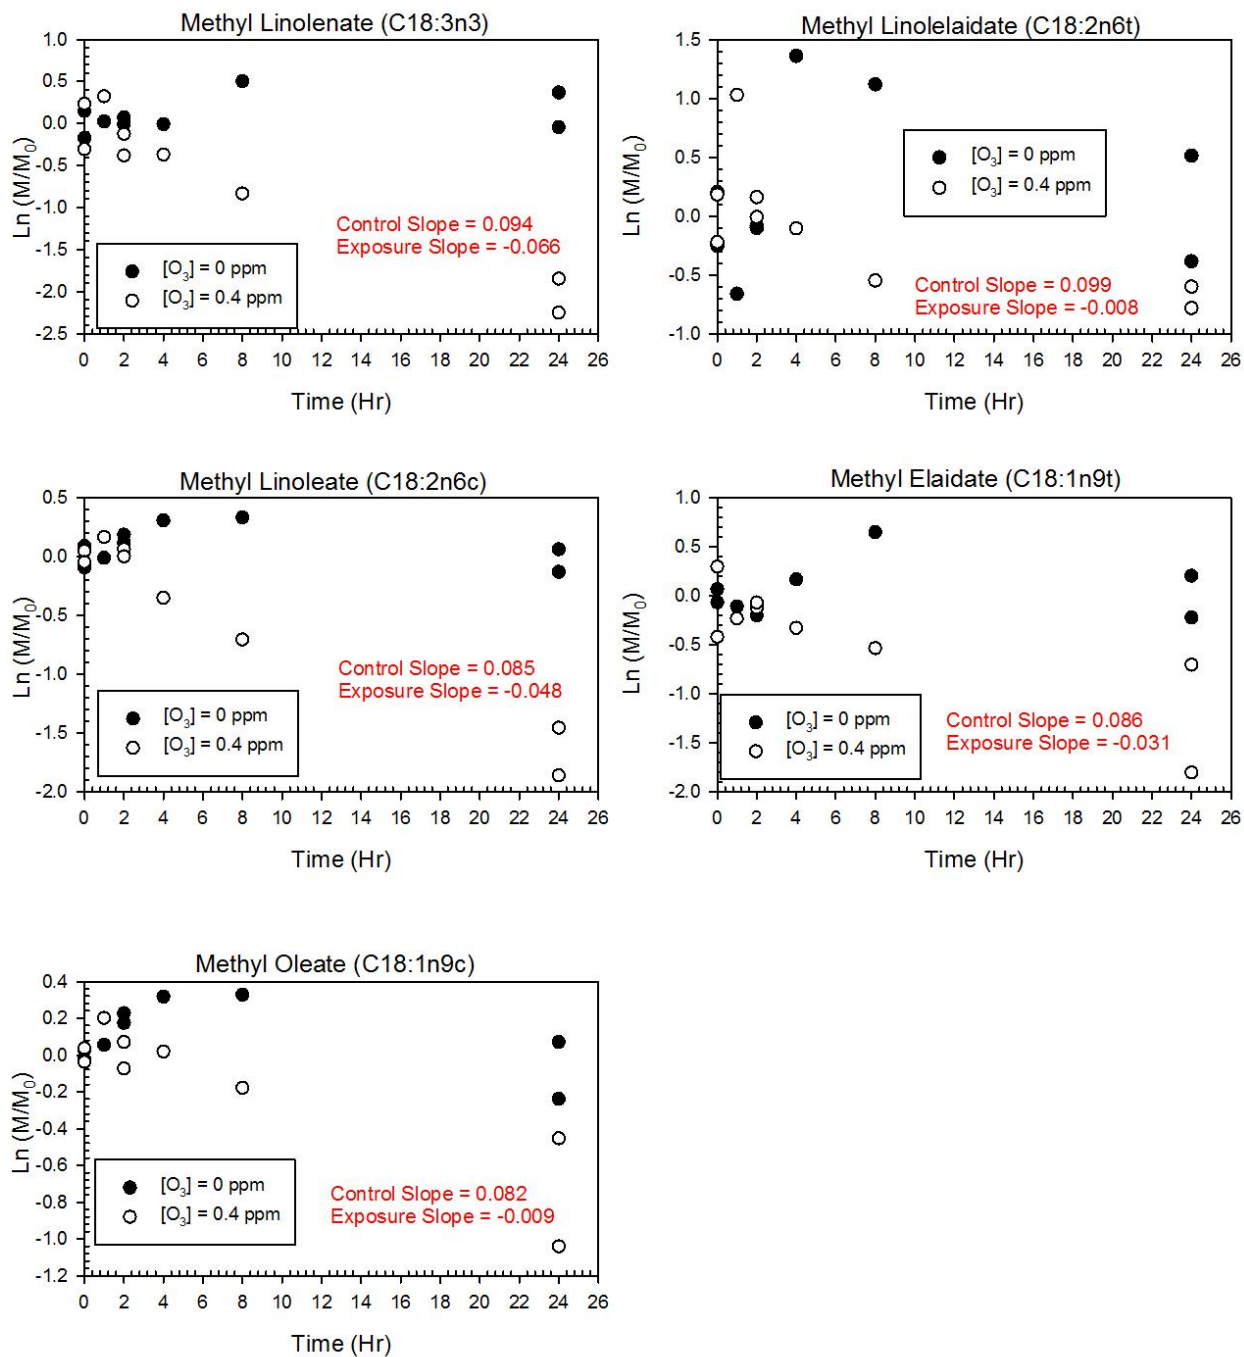 Methyl Linolenate (C18:3n3)
Ln (M/M0)
1.0
0.5
0.0
-0.5
-1.0
-1.5
-2.0
-2.5
Control Slope = 0.094
Exposure Slope = -0.066
[O3] = 0 ppm
[O3] = 0.4 ppm
0 2 4 6 8 10 12 14 16 18 20 22 24 26
Time (Hr)
Methyl Linolelaidate (C18:2n6t)
Ln (M/M0)
1.5
1.0
0.5
0.0
-0.5
-1.0
[O3] = 0 ppm
[O3] = 0.4 ppm
Control Slope = 0.099
Exposure Slope = -0.008
0 2 4 6 8 10 12 14 16 18 20 22 24 26
Time (Hr)
Methyl Linoleate (C18:2n6c)
Ln (M/M0)
0.5
0.0
-0.5
-1.0
-1.5
-2.0
Control Slope = 0.085
Exposure Slope = -0.048
[O3] = 0 ppm
[O3] = 0.4 ppm
0 2 4 6 8 10 12 14 16 18 20 22 24 26
Time (Hr)
Methyl Elaidate (C18:1n9t)
Ln (M/M0)
1.0
0.5
0.0
-0.5
-1.0
-1.5
-2.0
[O3] = 0 ppm
[O3] = 0.4 ppm
Control Slope = 0.086
Exposure Slope = -0.031
0 2 4 6 8 10 12 14 16 18 20 22 24 26
Time (Hr)
Methyl Oleate (C18:1n9c)
Ln (M/M0)
0.4
0.2
0.0
-0.2
-0.4
-0.6
-0.8
-1.0
-1.2
[O3] = 0 ppm
[O3] = 0.4 ppm
Control Slope = 0.082
Exposure Slope = -0.009
0 2 4 6 8 10 12 14 16 18 20 22 24 26
Time (Hr)